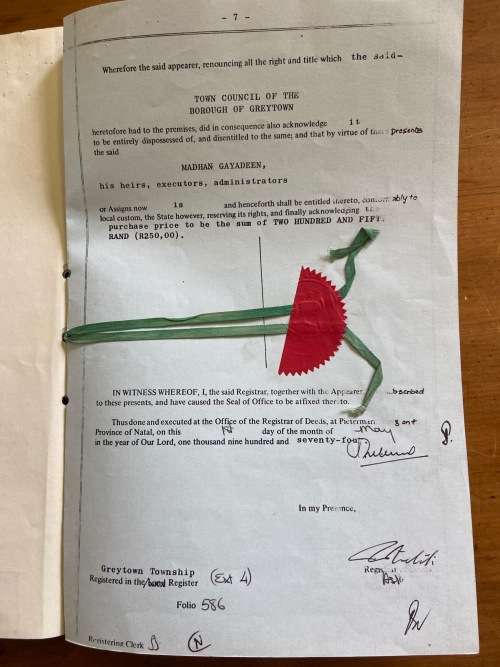 - 7 -
Wherefore the said appearer, renouncing all the right and title which the said-
TOWN COUNCIL OF THE
BOROUGH OF GREYTOWN
heretofore had to the premises, did in consequence also acknowledge it
to be entirely dispossessed of, and disentitled to the same; and that by virtue of these presents
the said
MADHAN GAYADEEN,
his heirs, executors, administrators
or Assigns now is and henceforth shall be entitled thereto, conformably to
local custom, the State however, reserving its rights, and finally acknowledging the
purchase price to be the sum of TWO HUNDRED AND FIFT
RAND (R250,00).
IN WITNESS WHEREOF, I, the said Registrar, together with the Appearer bscribed
to these presents, and have caused the Seal of Office to be affixed thereto.
Thus done and executed at the Office of the Registrar of Deeds, at Pieterm
Province of Natal, on this 1st day of the month of May
in the year of Our Lord, one thousand nine hundred and seventy-four
In my Presence,
Greytown Township
Registered in the Register (Ext 4)
Folio 586
Registering Clerk
N